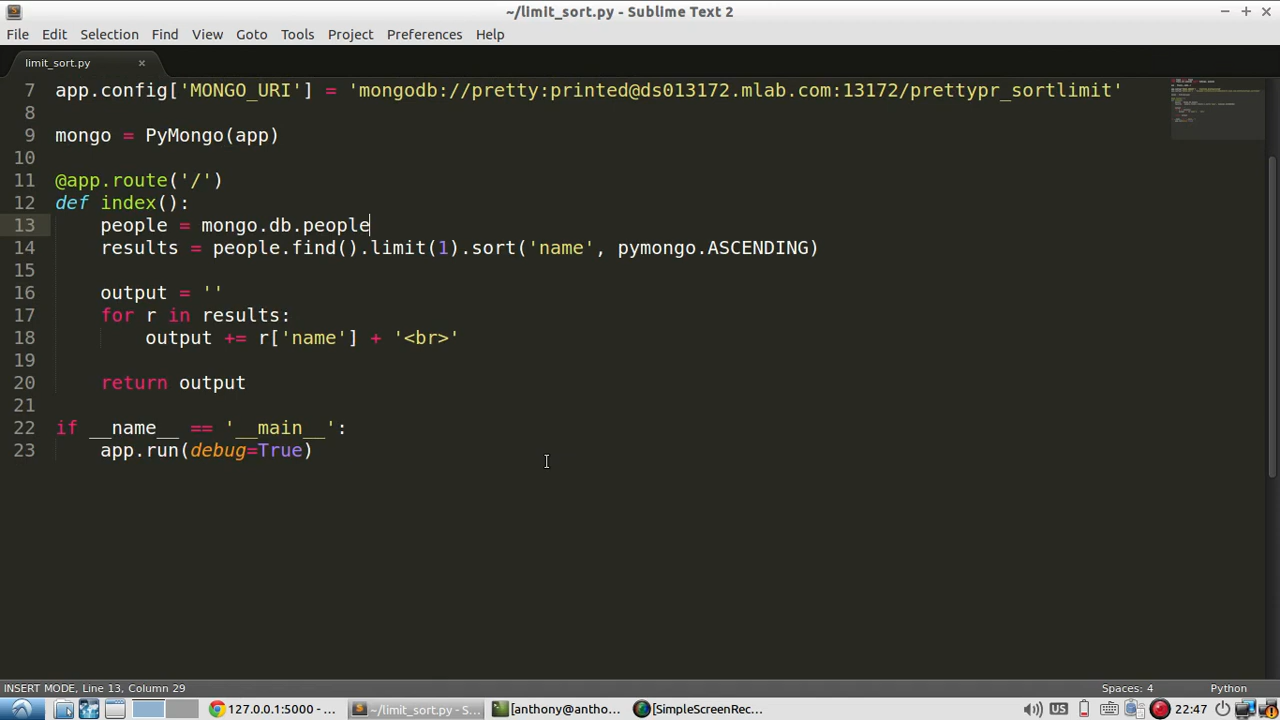 ~/limit_sort.py - Sublime Text 2
File Edit Selection Find View Goto Tools Project Preferences Help
limit_sort.py ×
7 app.config['MONGO_URI'] = 'mongodb://pretty:printed@ds013172.mlab.com:13172/prettypr_sortlimit'
8
9 mongo = PyMongo(app)
10
11 @app.route('/')
12 def index():
13 people = mongo.db.people
14 results = people.find().limit(1).sort('name', pymongo.ASCENDING)
15
16 output = ''
17 for r in results:
18 output += r['name'] + '<br>'
19
20 return output
21
22 if __name__ == '__main__':
23 app.run(debug=True)
INSERT MODE, Line 13, Column 29 Spaces: 4 Python
127.0.0.1:5000 - ... ~/limit_sort.py - S... [anthony@antho... [SimpleScreenRec... US 22:47